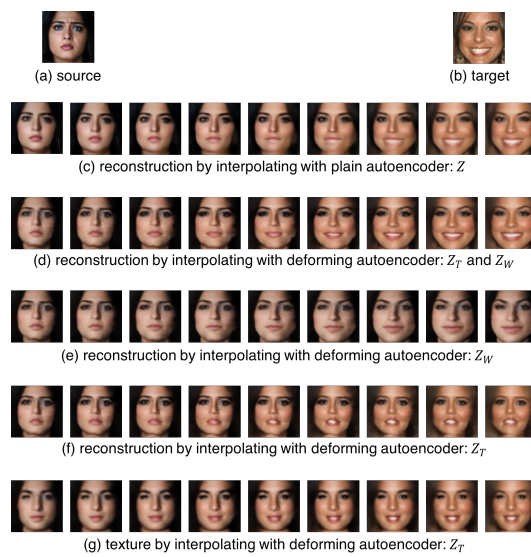 (a) source
(b) target
(c) reconstruction by interpolating with plain autoencoder: Z
(d) reconstruction by interpolating with deforming autoencoder: Z_T and Z_W
(e) reconstruction by interpolating with deforming autoencoder: Z_W
(f) reconstruction by interpolating with deforming autoencoder: Z_T
(g) texture by interpolating with deforming autoencoder: Z_T